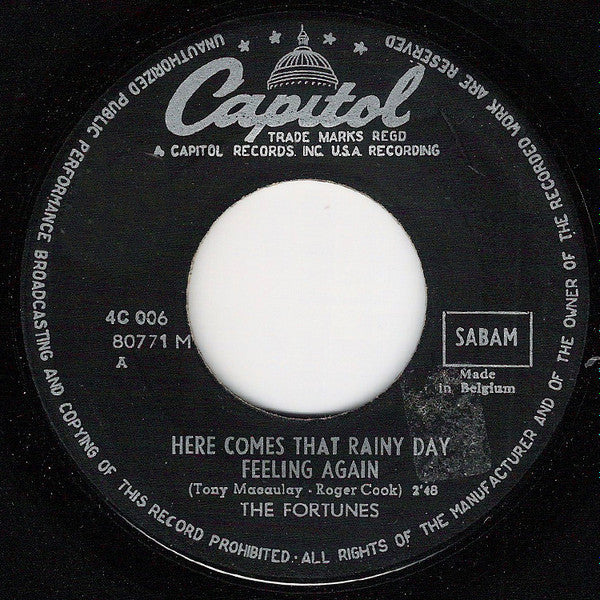 Capitol
TRADE MARKS REGD
A CAPITOL RECORDS. INC. U.S.A. RECORDING
4C 006
80771 M
A
SABAM
Made
in Belgium
HERE COMES THAT RAINY DAY
FEELING AGAIN
(Tony Macaulay - Roger Cook) 2'48
THE FORTUNES
ALL RIGHTS OF THE MANUFACTURER AND OF THE OWNER OF THE RECORDED WORK ARE RESERVED
UNAUTHORIZED PUBLIC PERFORMANCE BROADCASTING AND COPYING OF THIS RECORD PROHIBITED.